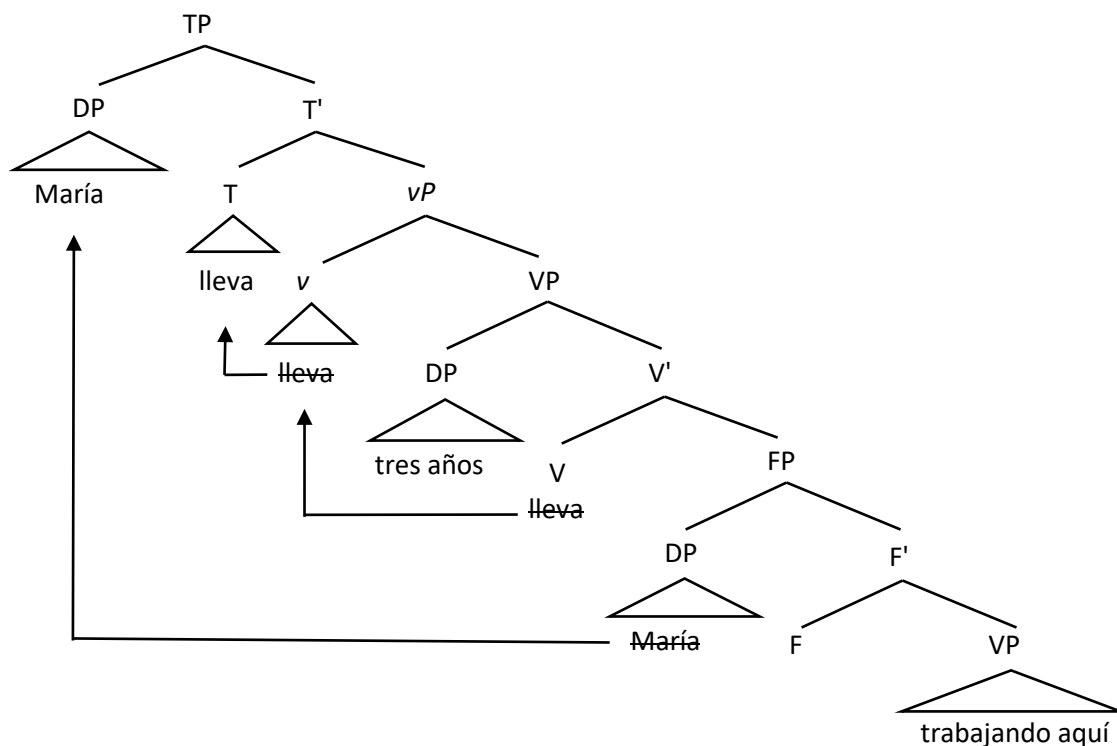 TP
DP T'
María T vP
lleva v VP
lleva DP V'
tres años V FP
lleva DP F'
María F VP
trabajando aquí